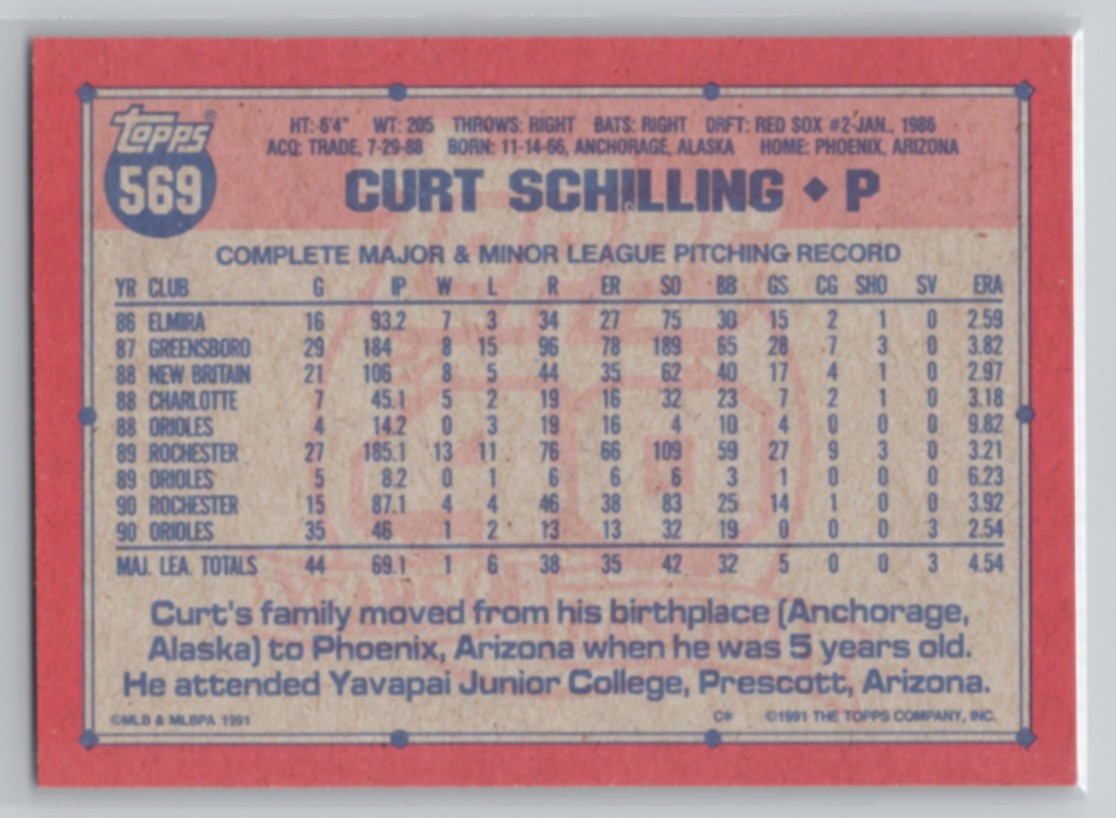 topps®
569
HT: 6'4" WT: 205 THROWS: RIGHT BATS: RIGHT DRFT: RED SOX #2-JAN., 1986
ACQ: TRADE, 7-29-88 BORN: 11-14-66, ANCHORAGE, ALASKA HOME: PHOENIX, ARIZONA
CURT SCHILLING ◆ P
COMPLETE MAJOR & MINOR LEAGUE PITCHING RECORD
YR CLUB G IP W L R ER SO BB GS CG SHO SV ERA
86 ELMIRA 16 93.2 7 3 34 27 75 30 15 2 1 0 2.59
87 GREENSBORO 29 184 8 15 96 78 189 65 28 7 3 0 3.82
88 NEW BRITAIN 21 106 8 5 44 35 62 40 17 4 1 0 2.97
88 CHARLOTTE 7 45.1 5 2 19 16 32 23 7 2 1 0 3.18
88 ORIOLES 4 14.2 0 3 19 16 4 10 4 0 0 0 9.82
89 ROCHESTER 27 185.1 13 11 76 66 109 59 27 9 3 0 3.21
89 ORIOLES 5 8.2 0 1 6 6 6 3 1 0 0 0 6.23
90 ROCHESTER 15 87.1 4 4 46 38 83 25 14 1 0 0 3.92
90 ORIOLES 35 46 1 2 13 13 32 19 0 0 0 3 2.54
MAJ. LEA. TOTALS 44 69.1 1 6 38 35 42 32 5 0 0 3 4.54
Curt's family moved from his birthplace (Anchorage,
Alaska) to Phoenix, Arizona when he was 5 years old.
He attended Yavapai Junior College, Prescott, Arizona.
©MLB & MLBPA 1991 C* ©1991 THE TOPPS COMPANY, INC.